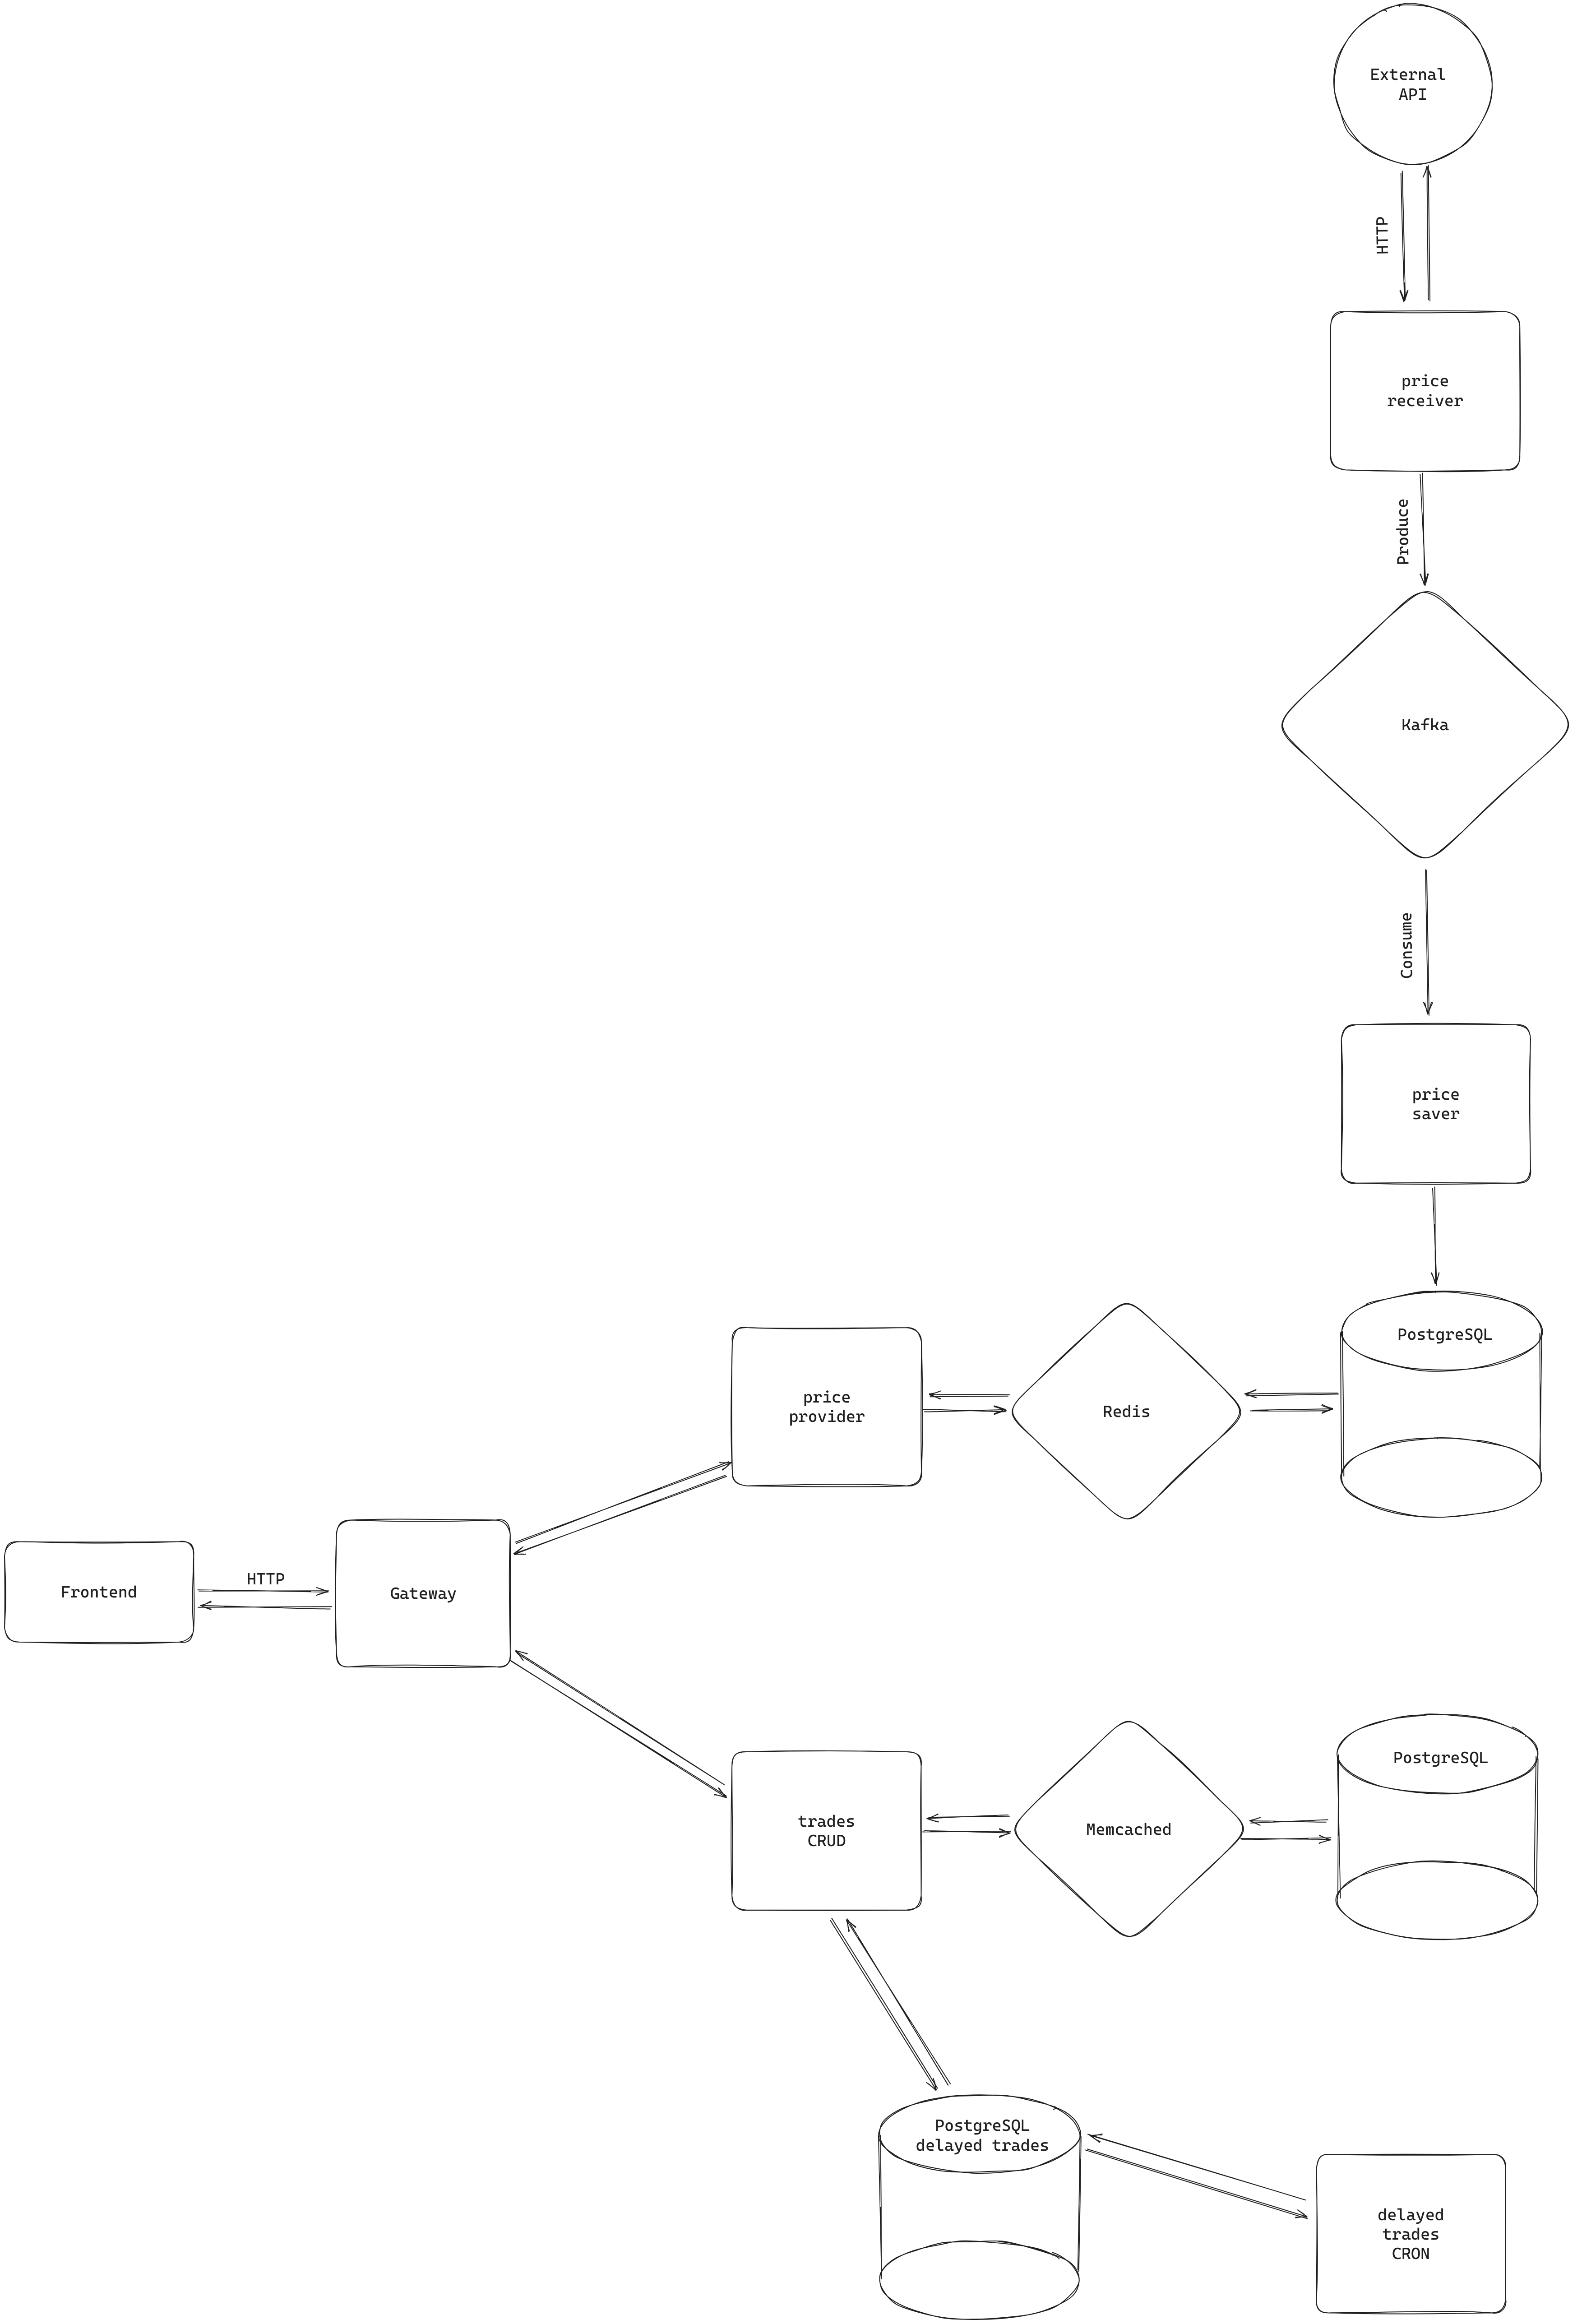 External
API
HTTP
price
receiver
Produce
Kafka
Consume
price
saver
PostgreSQL
price
provider
Redis
Frontend
HTTP
Gateway
PostgreSQL
trades
CRUD
Memcached
PostgreSQL
delayed trades
delayed
trades
CRON